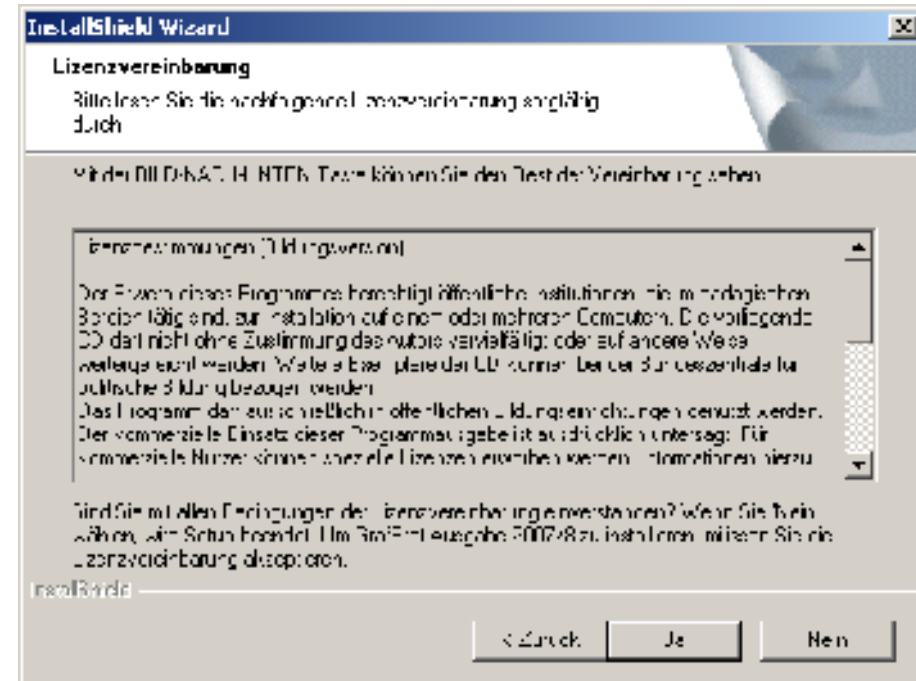 InstallShield Wizard
Lizenzvereinbarung
Bitte lesen Sie die nachfolgende Lizenzvereinbarung sorgfältig
durch.
Mit der BILD-NACH-UNTEN-Taste können Sie den Rest der Vereinbarung sehen.
Lizenzbestimmungen (Bildungsversion)
Der Erwerb dieses Programmes berechtigt öffentliche Institutionen, die im pädagogischen
Bereich tätig sind, zur Installation auf einem oder mehreren Computern. Die vorliegende
CD darf nicht ohne Zustimmung des Autors vervielfältigt oder auf andere Weise
weitergereicht werden. Weitere Exemplare der CD können bei der Bundeszentrale für
politische Bildung bezogen werden.
Das Programm darf ausschließlich in öffentlichen Bildungseinrichtungen genutzt werden.
Der kommerzielle Einsatz dieser Programmausgabe ist ausdrücklich untersagt. Für
kommerzielle Nutzer können spezielle Lizenzen erworben werden. Informationen hierzu
Sind Sie mit allen Bedingungen der Lizenzvereinbarung einverstanden? Wenn Sie Nein
wählen, wird Setup beendet. Um GrafStat Ausgabe 2007/8 zu installieren, müssen Sie die
Lizenzvereinbarung akzeptieren.
InstallShield
< Zurück
Ja
Nein